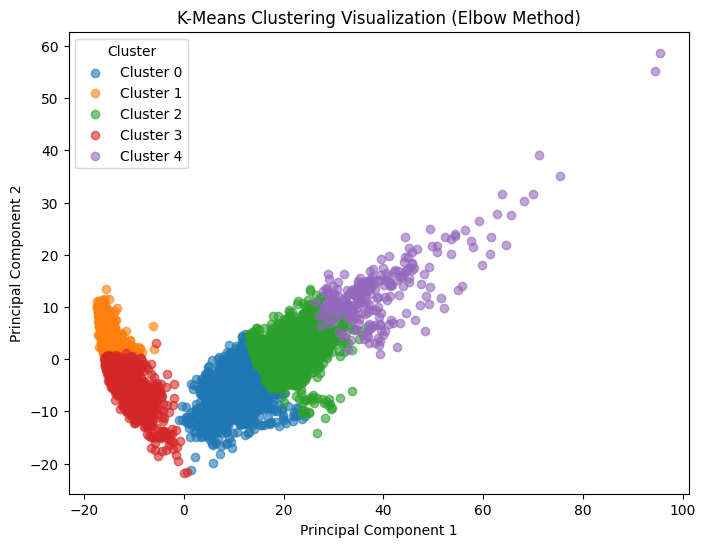 K-Means Clustering Visualization (Elbow Method)
60
50
40
30
20
10
0
−10
−20
Principal Component 2
Cluster
Cluster 0
Cluster 1
Cluster 2
Cluster 3
Cluster 4
−20
0
20
40
60
80
100
Principal Component 1